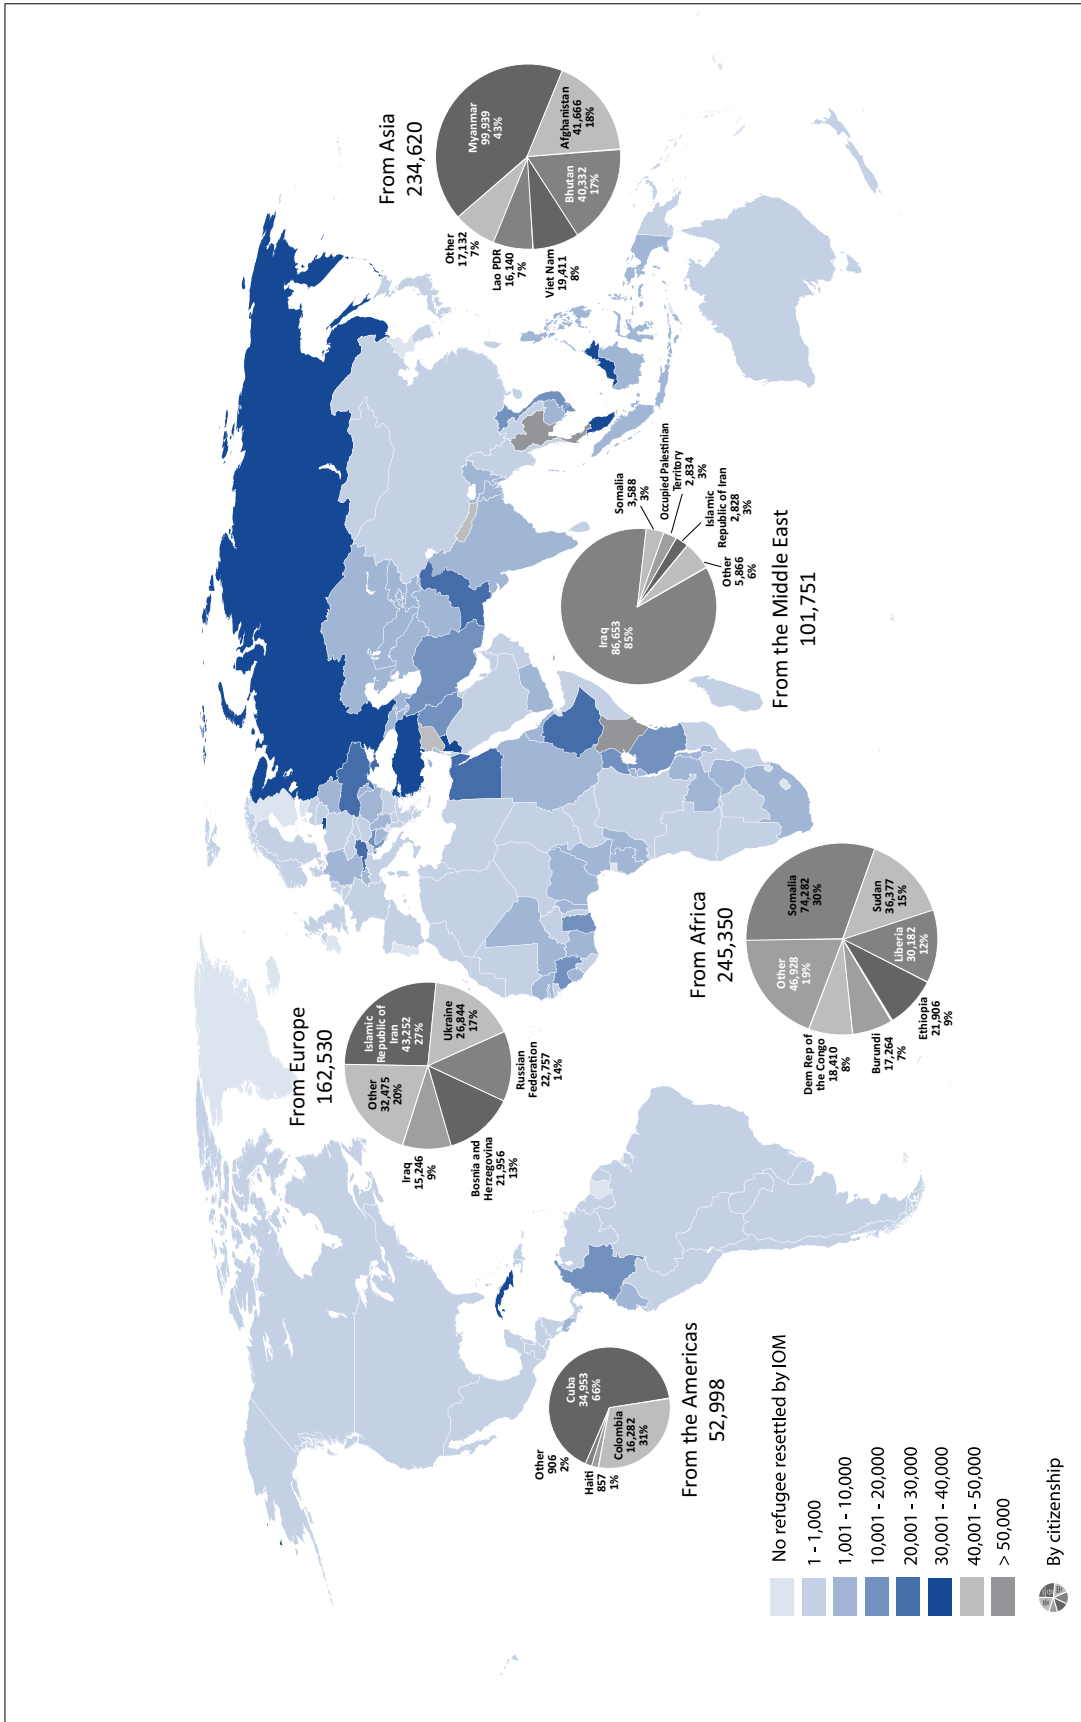 From Asia
234,620
Myanmar
99,939
43%
Afghanistan
41,666
18%
Bhutan
40,332
17%
Viet Nam
19,411
8%
Lao PDR
16,140
7%
Other
17,132
7%
From Europe
162,530
Islamic
Republic of
Iran
43,252
27%
Ukraine
26,844
17%
Russian
Federation
22,757
14%
Bosnia and
Herzegovina
21,956
13%
Iraq
15,246
9%
Other
32,475
20%
Iraq
86,653
85%
Somalia
3,588
3%
Occupied Palestinian
Territory
2,834
3%
Islamic
Republic of Iran
2,828
3%
Other
5,866
6%
From the Middle East
101,751
From Africa
245,350
Somalia
74,282
30%
Sudan
36,377
15%
Liberia
30,182
12%
Ethiopia
21,906
9%
Burundi
17,264
7%
Dem Rep of
the Congo
18,410
8%
Other
46,928
19%
Cuba
34,953
66%
Colombia
16,282
31%
Haiti
857
1%
Other
906
2%
From the Americas
52,998
No refugee resettled by IOM
1 - 1,000
1,001 - 10,000
10,001 - 20,000
20,001 - 30,000
30,001 - 40,000
40,001 - 50,000
> 50,000
By citizenship